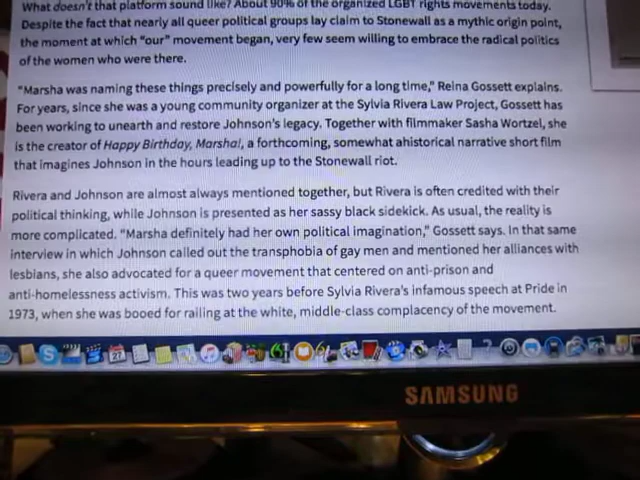 What doesn't that platform sound like? About 90% of the organized LGBT rights movements today.
Despite the fact that nearly all queer political groups lay claim to Stonewall as a mythic origin point,
the moment at which "our" movement began, very few seem willing to embrace the radical politics
of the women who were there.
"Marsha was naming these things precisely and powerfully for a long time," Reina Gossett explains.
For years, since she was a young community organizer at the Sylvia Rivera Law Project, Gossett has
been working to unearth and restore Johnson's legacy. Together with filmmaker Sasha Wortzel, she
is the creator of Happy Birthday, Marsha!, a forthcoming, somewhat ahistorical narrative short film
that imagines Johnson in the hours leading up to the Stonewall riot.
Rivera and Johnson are almost always mentioned together, but Rivera is often credited with their
political thinking, while Johnson is presented as her sassy black sidekick. As usual, the reality is
more complicated. "Marsha definitely had her own political imagination," Gossett says. In that same
interview in which Johnson called out the transphobia of gay men and mentioned her alliances with
lesbians, she also advocated for a queer movement that centered on anti-prison and
anti-homelessness activism. This was two years before Sylvia Rivera's infamous speech at Pride in
1973, when she was booed for railing at the white, middle-class complacency of the movement.
27
SAMSUNG